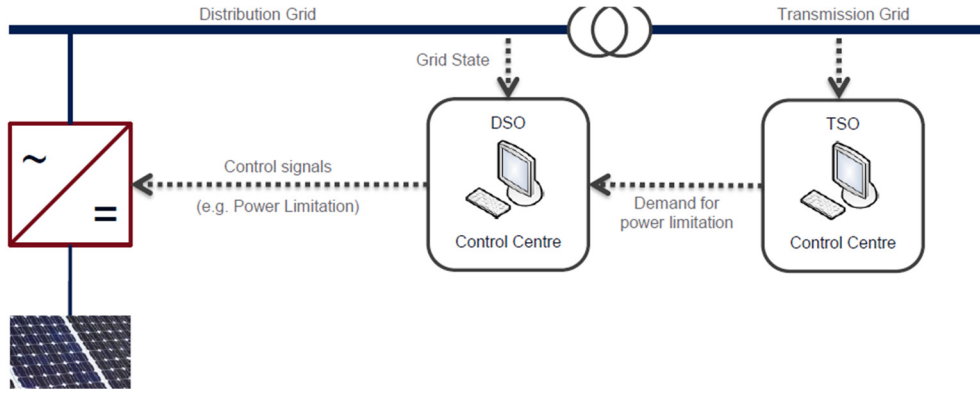 Distribution Grid
Transmission Grid
Grid State
DSO
TSO
~
=
Control signals
(e.g. Power Limitation)
Demand for
power limitation
Control Centre
Control Centre